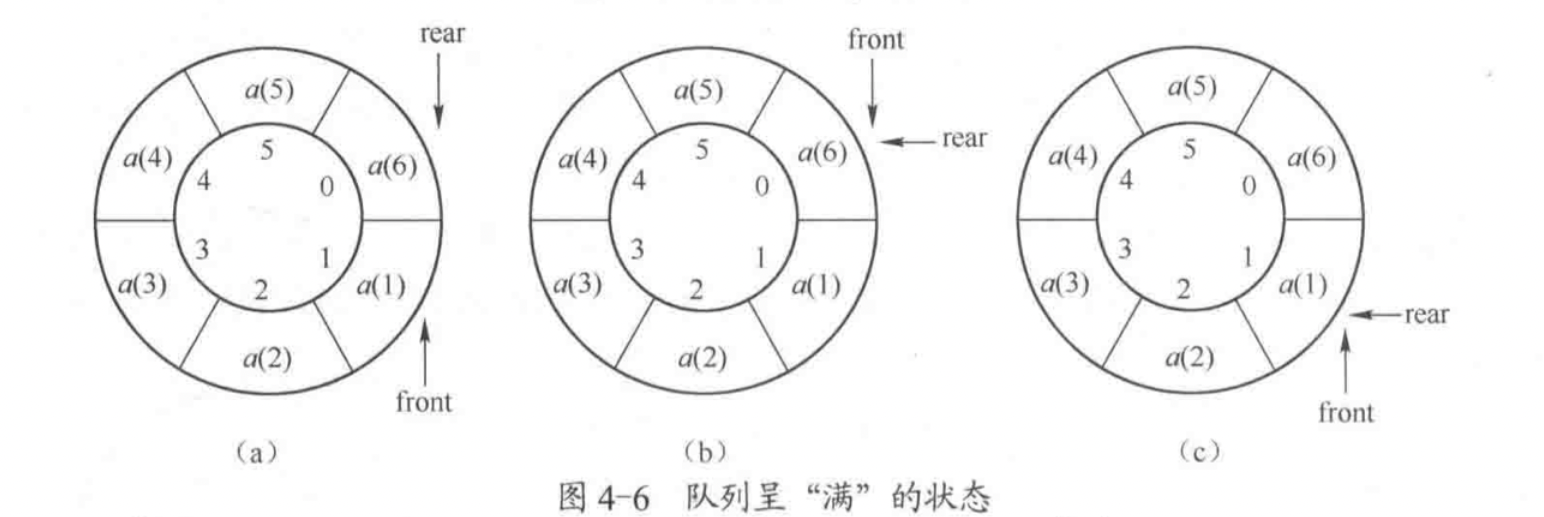 rear
a(5)
a(4)
a(6)
5
4
0
3
1
a(3)
2
a(1)
a(2)
front
(a)
front
rear
a(5)
a(4)
a(6)
5
4
0
3
1
a(3)
2
a(1)
a(2)
(b)
a(5)
a(4)
a(6)
5
4
0
3
1
a(3)
2
a(1)
rear
a(2)
front
(c)
图 4-6 队列呈“满”的状态